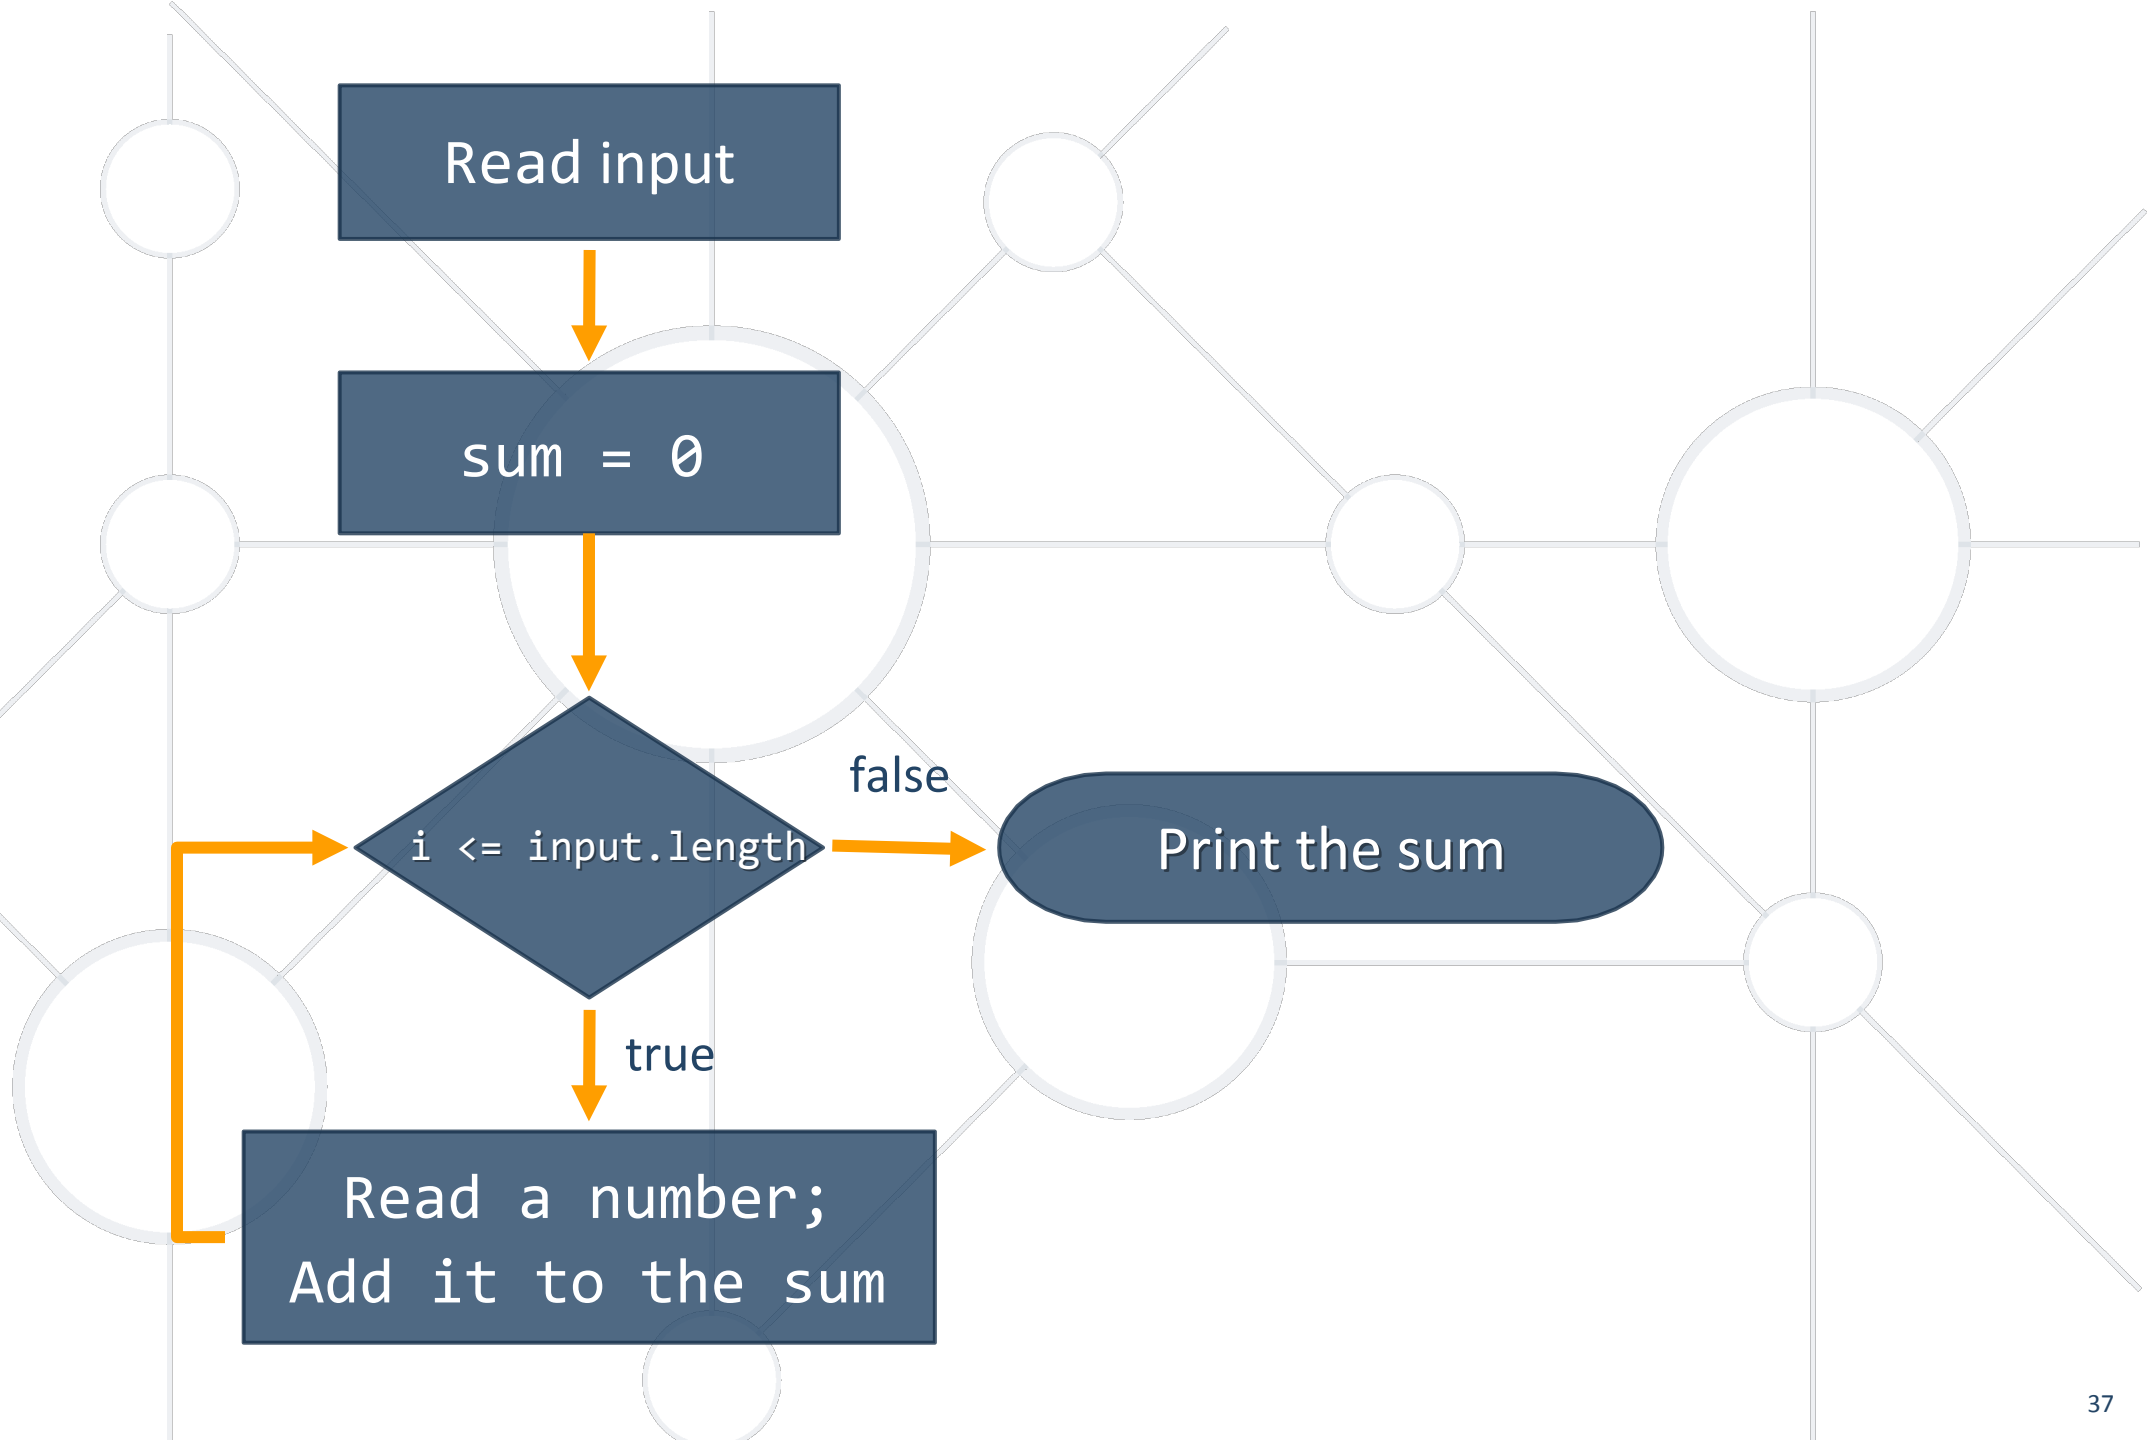 Read input
sum = 0
i <= input.length
false
Print the sum
true
Read a number;
Add it to the sum
37